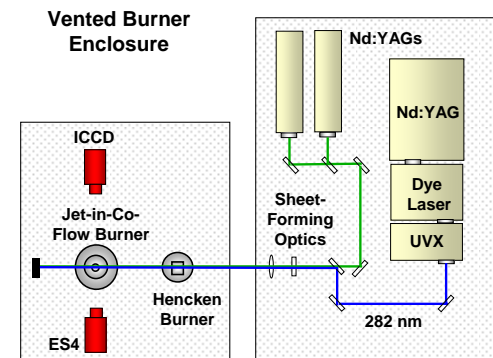 Vented Burner
Enclosure
Nd:YAGs
Nd:YAG
ICCD
Jet-in-Co-
Flow Burner
Sheet-
Forming
Optics
Dye
Laser
UVX
Hencken
Burner
282 nm
ES4